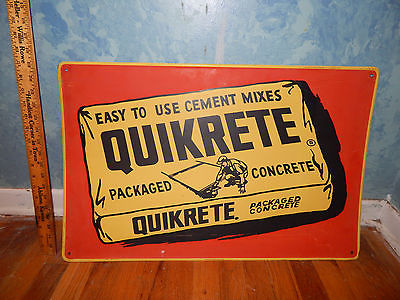 EASY TO USE CEMENT MIXES
QUIKRETE®
PACKAGED CONCRETE
QUIKRETE. PACKAGED
CONCRETE